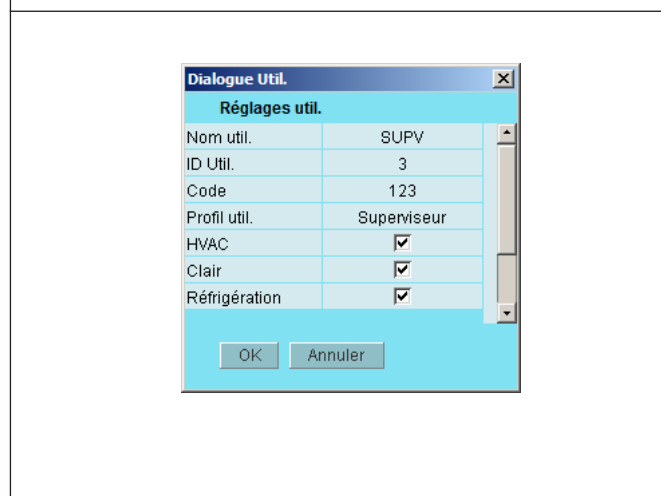 Dialogue Util.
Réglages util.
Nom util. SUPV
ID Util. 3
Code 123
Profil util. Superviseur
HVAC
Clair
Réfrigération
OK Annuler